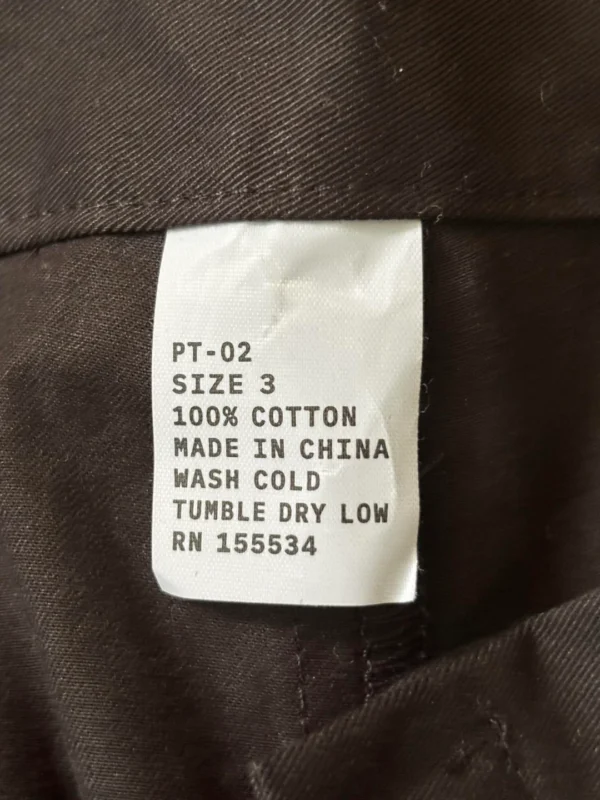 PT-02
SIZE 3
100% COTTON
MADE IN CHINA
WASH COLD
TUMBLE DRY LOW
RN 155534